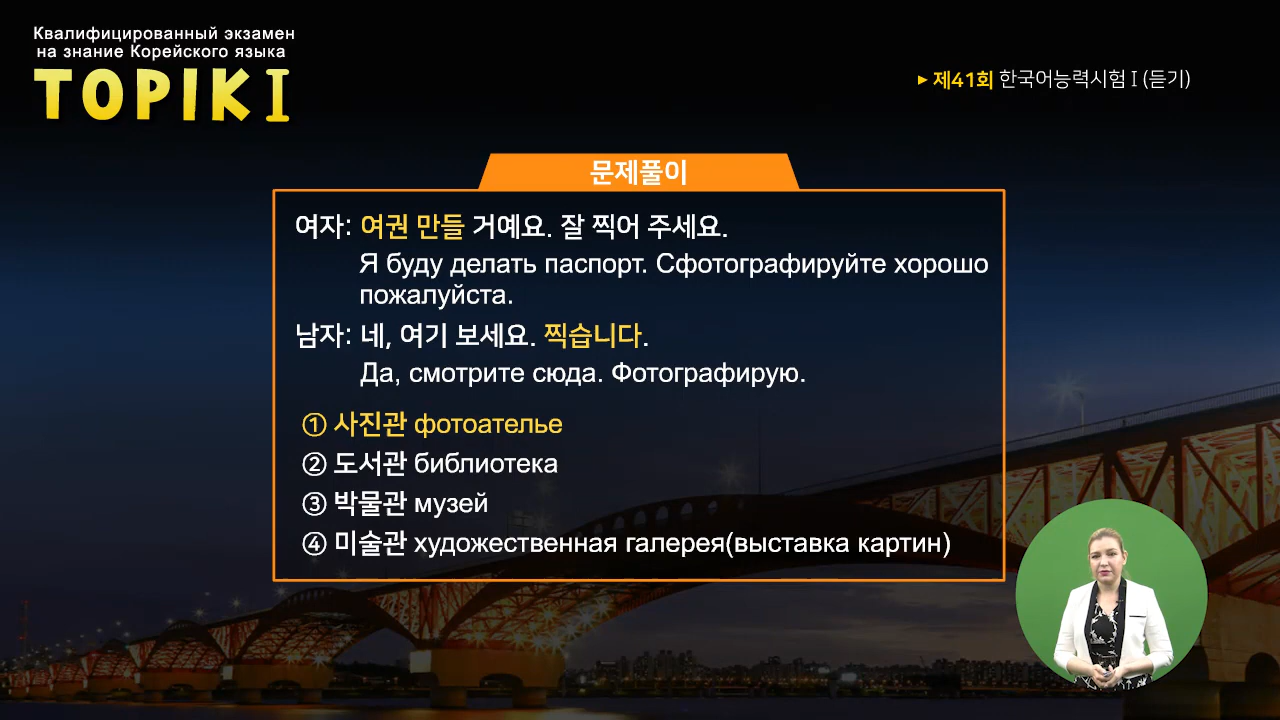 Квалифицированный экзамен
на знание Корейского языка
TOPIK I
▸ 제41회 한국어능력시험 I (듣기)
문제풀이
여자: 여권 만들 거예요. 잘 찍어 주세요.
Я буду делать паспорт. Сфотографируйте хорошо
пожалуйста.
남자: 네, 여기 보세요. 찍습니다.
Да, смотрите сюда. Фотографирую.
① 사진관 фотоателье
② 도서관 библиотека
③ 박물관 музей
④ 미술관 художественная галерея(выставка картин)